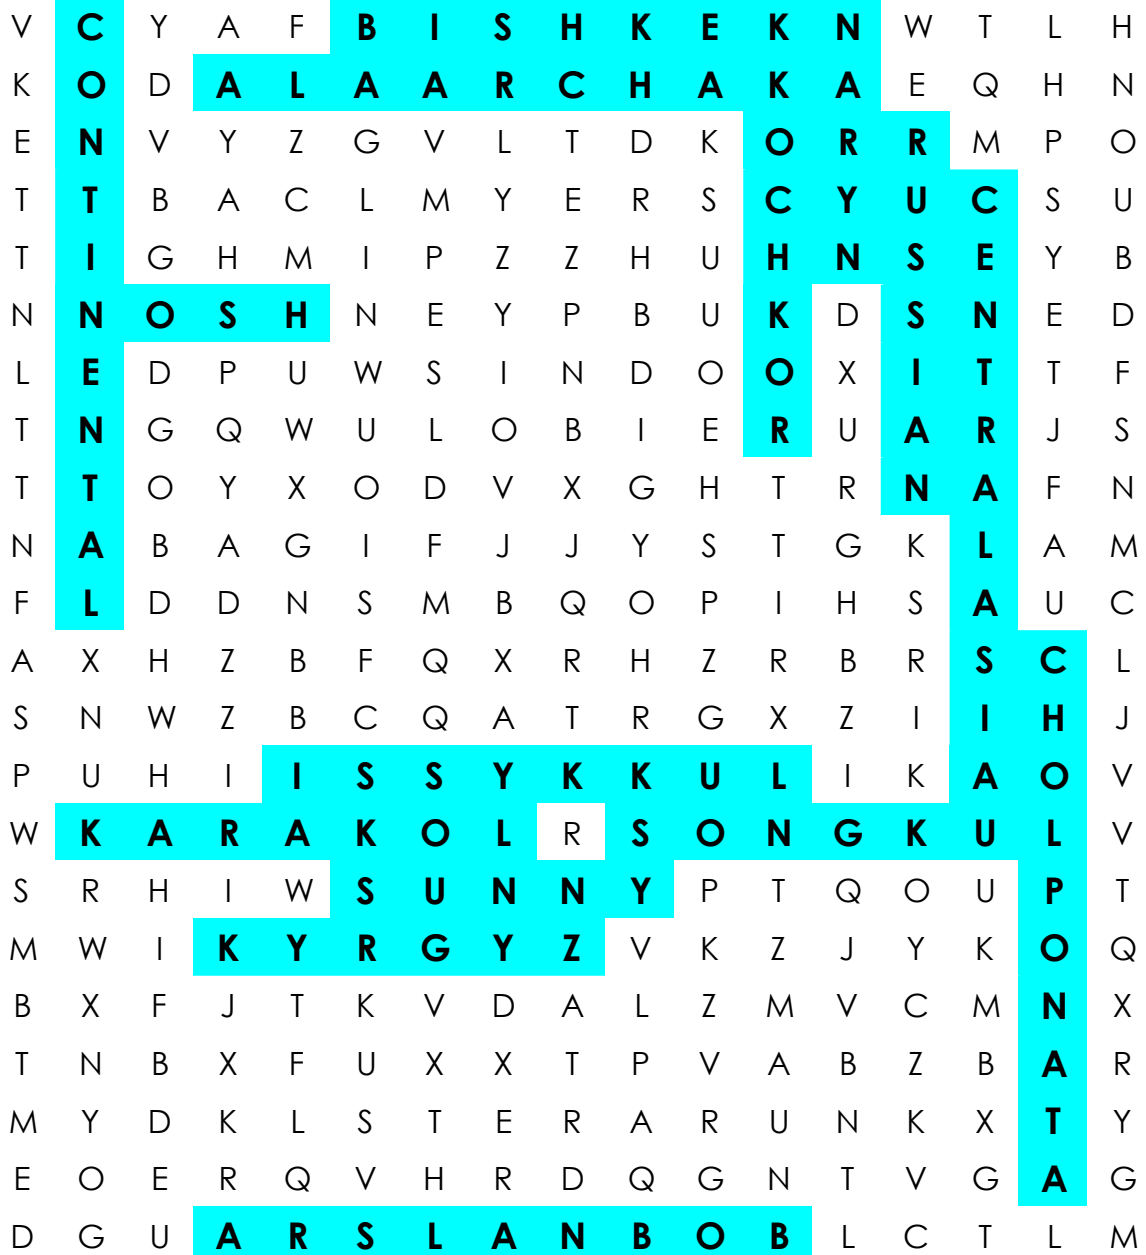 V C Y A F B I S H K E K N W T L H
K O D A L A A R C H A K A E Q H N
E N V Y Z G V L T D K O R R M P O
T T B A C L M Y E R S C Y U C S U
T I G H M I P Z Z H U H N S E Y B
N N O S H N E Y P B U K D S N E D
L E D P U W S I N D O O X I T T F
T N G Q W U L O B I E R U A R J S
T T O Y X O D V X G H T R N A F N
N A B A G I F J J Y S T G K L A M
F L D D N S M B Q O P I H S A U C
A X H Z B F Q X R H Z R B R S C L
S N W Z B C Q A T R G X Z I I H J
P U H I I S S Y K K U L I K A O V
W K A R A K O L R S O N G K U L V
S R H I W S U N N Y P T Q O U P T
M W I K Y R G Y Z V K Z J Y K O Q
B X F J T K V D A L Z M V C M N X
T N B X F U X X T P V A B Z B A R
M Y D K L S T E R A R U N K X T Y
E O E R Q V H R D Q G N T V G A G
D G U A R S L A N B O B L C T L M